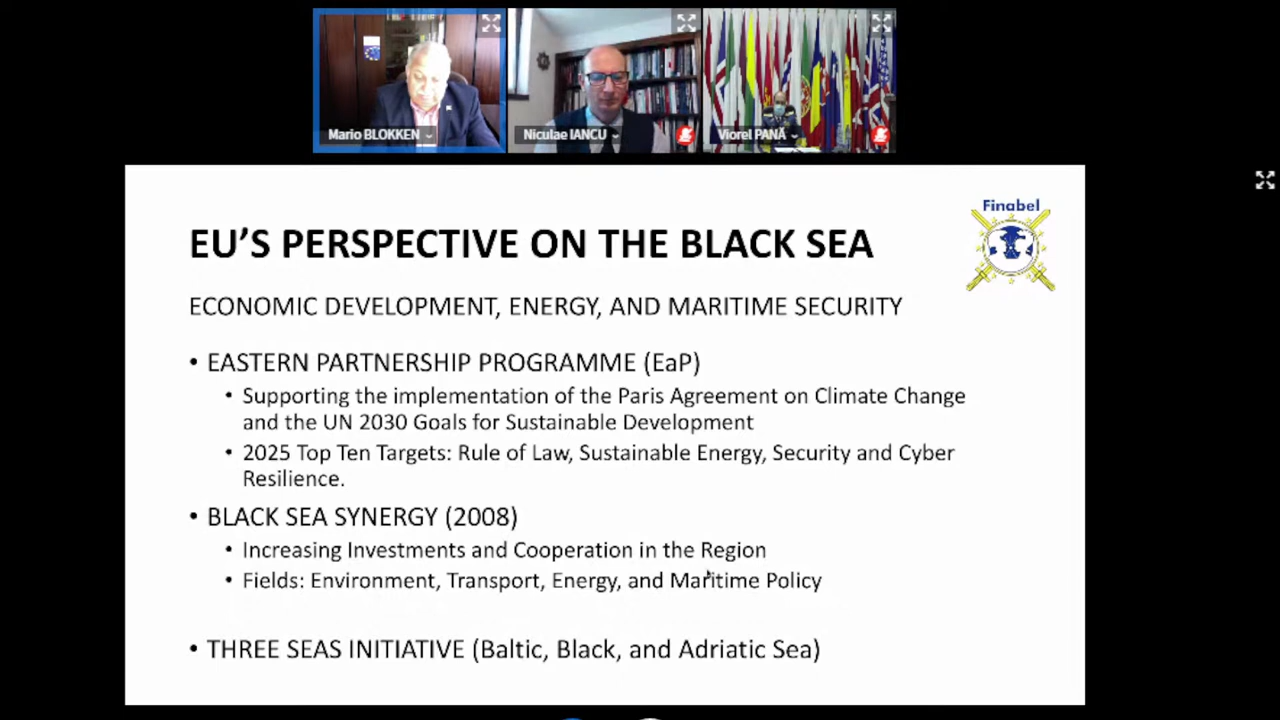 Mario BLOKKEN
Niculae IANCU
Viorel PANĂ
Finabel
EU'S PERSPECTIVE ON THE BLACK SEA
ECONOMIC DEVELOPMENT, ENERGY, AND MARITIME SECURITY
• EASTERN PARTNERSHIP PROGRAMME (EaP)
• Supporting the implementation of the Paris Agreement on Climate Change
and the UN 2030 Goals for Sustainable Development
• 2025 Top Ten Targets: Rule of Law, Sustainable Energy, Security and Cyber
Resilience.
• BLACK SEA SYNERGY (2008)
• Increasing Investments and Cooperation in the Region
• Fields: Environment, Transport, Energy, and Maritime Policy
• THREE SEAS INITIATIVE (Baltic, Black, and Adriatic Sea)